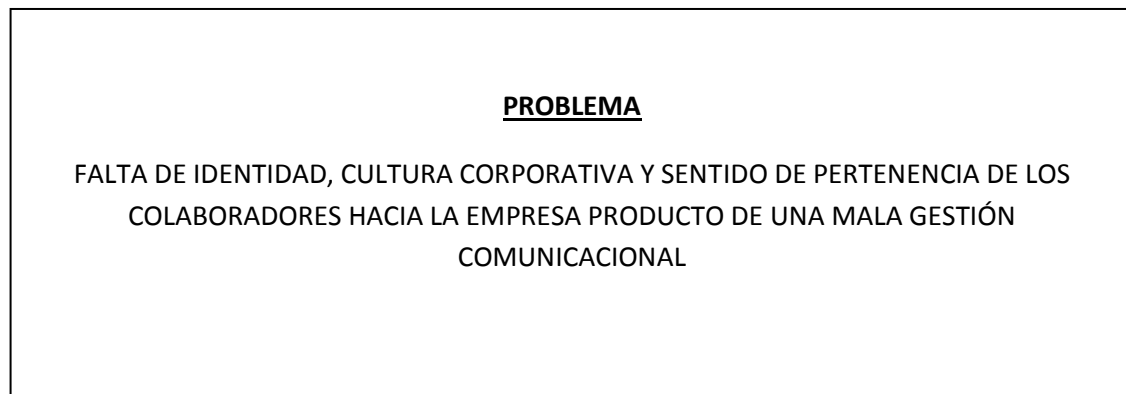 PROBLEMA
FALTA DE IDENTIDAD, CULTURA CORPORATIVA Y SENTIDO DE PERTENENCIA DE LOS
COLABORADORES HACIA LA EMPRESA PRODUCTO DE UNA MALA GESTIÓN
COMUNICACIONAL